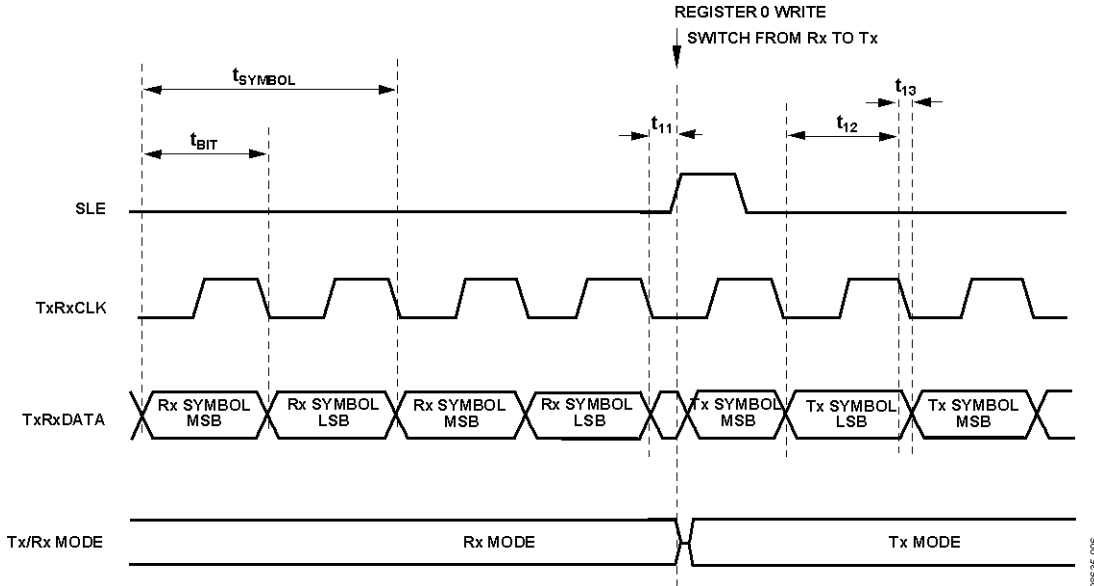 REGISTER 0 WRITE
SWITCH FROM Rx TO Tx
tSYMBOL
t13
t11
t12
tBIT
SLE
TxRxCLK
TxRxDATA
Rx SYMBOL
MSB
Rx SYMBOL
LSB
Rx SYMBOL
MSB
Rx SYMBOL
LSB
Tx SYMBOL
MSB
Tx SYMBOL
LSB
Tx SYMBOL
MSB
Tx/Rx MODE
Rx MODE
Tx MODE